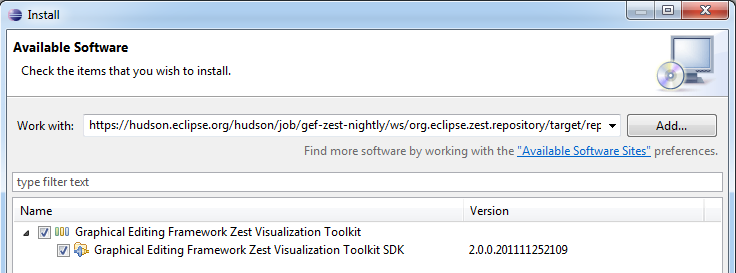 Install
Available Software
Check the items that you wish to install.
Work with: https://hudson.eclipse.org/hudson/job/gef-zest-nightly/ws/org.eclipse.zest.repository/target/rep Add...
Find more software by working with the "Available Software Sites" preferences.
type filter text
Name Version
Graphical Editing Framework Zest Visualization Toolkit
Graphical Editing Framework Zest Visualization Toolkit SDK 2.0.0.201111252109